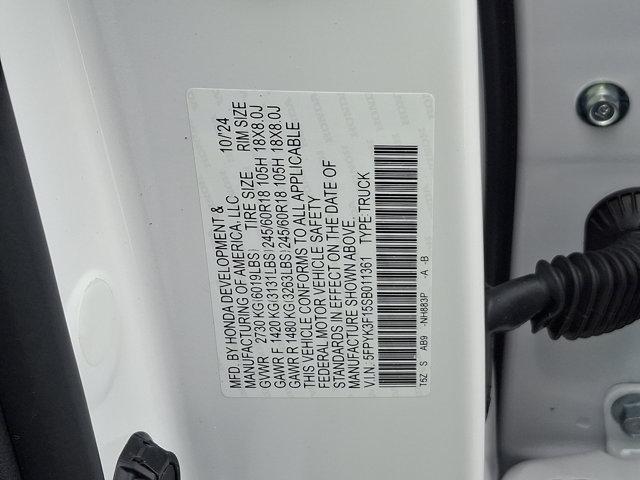 MFD. BY HONDA DEVELOPMENT & 10/'24
MANUFACTURING OF AMERICA, LLC
GVWR 2730 KG(6019LBS) TIRE SIZE RIM SIZE
GAWR F 1420 KG(3131LBS)245/60R18 105H 18X8.0J
GAWR R 1480 KG(3263LBS)245/60R18 105H 18X8.0J
THIS VEHICLE CONFORMS TO ALL APPLICABLE
FEDERAL MOTOR VEHICLE SAFETY
STANDARDS IN EFFECT ON THE DATE OF
MANUFACTURE SHOWN ABOVE.
V.I.N. 5FPYK3F15SB011361 TYPE:TRUCK
T6Z S AB9 -NH883P -A -B